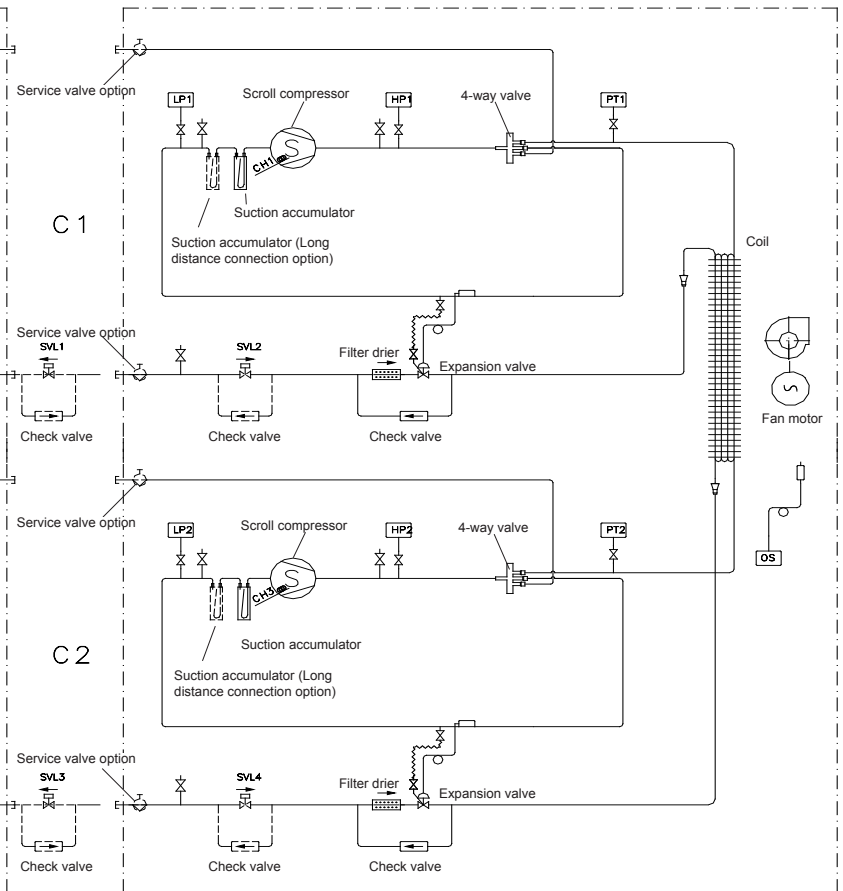 Service valve option
LP1
Scroll compressor
HP1
4-way valve
PT1
S
CH1
Suction accumulator
C 1
Suction accumulator (Long
distance connection option)
Coil
Service valve option
SVL1
SVL2
Filter drier
Expansion valve
Check valve
Check valve
Check valve
S
Fan motor
Service valve option
LP2
Scroll compressor
HP2
4-way valve
PT2
OS
S
CH3
Suction accumulator
C 2
Suction accumulator (Long
distance connection option)
Service valve option
SVL3
SVL4
Filter drier
Expansion valve
Check valve
Check valve
Check valve